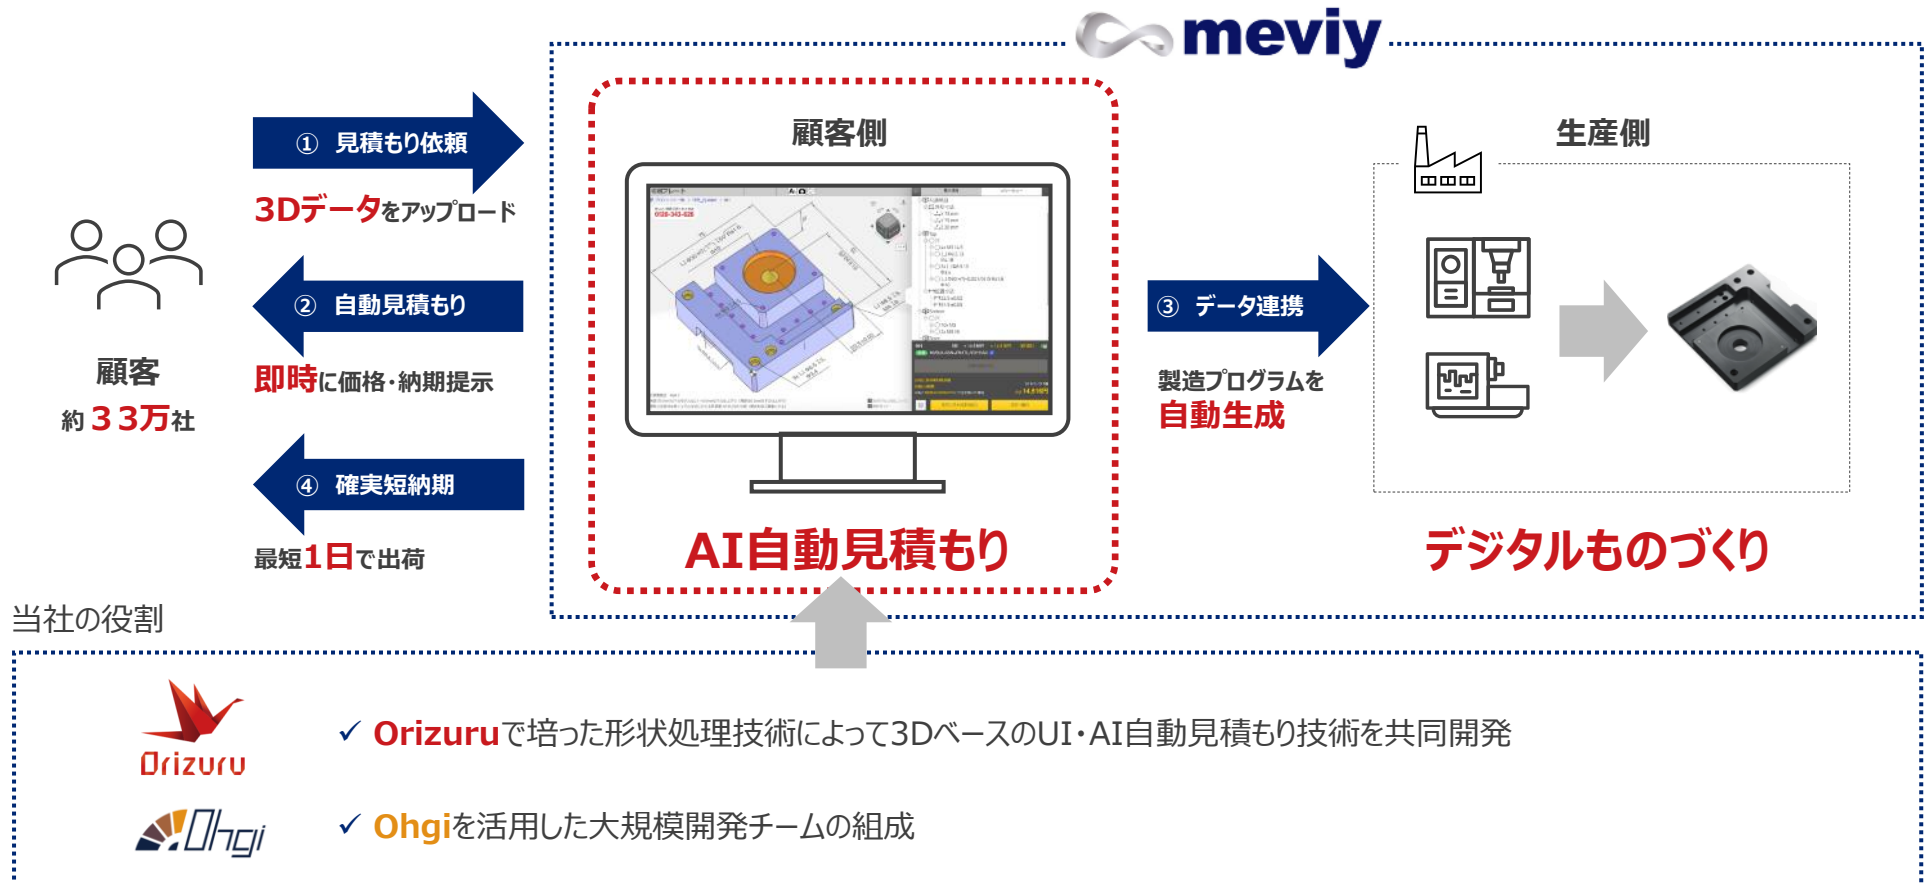 meviy
① 見積もり依頼
3Dデータをアップロード
② 自動見積もり
即時に価格・納期提示
④ 確実短納期
最短1日で出荷
顧客
約33万社
顧客側
0120-343-626
AI自動見積もり
③ データ連携
製造プログラムを
自動生成
生産側
デジタルものづくり
当社の役割
Orizuru
✓ Orizuruで培った形状処理技術によって3DベースのUI・AI自動見積もり技術を共同開発
Ohgi
✓ Ohgiを活用した大規模開発チームの組成